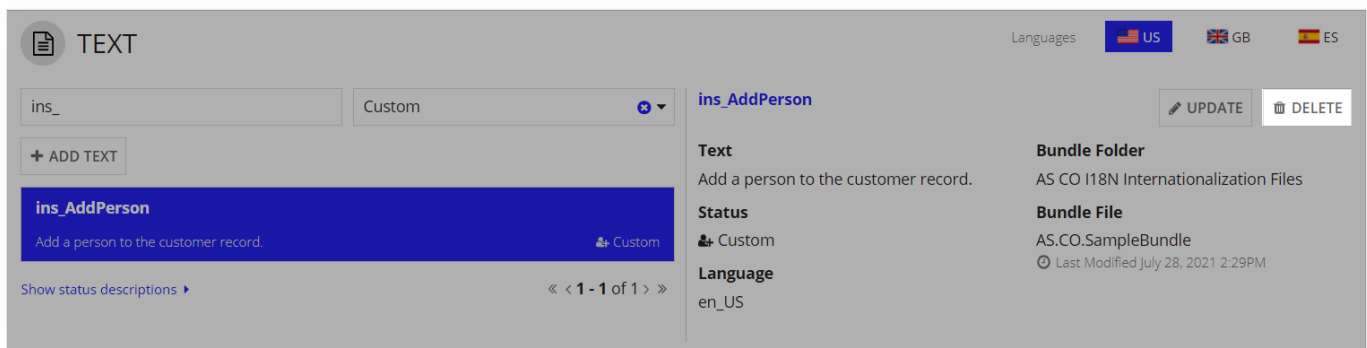 TEXT
Languages US GB ES
ins_
Custom
ADD TEXT
ins_AddPerson
Add a person to the customer record.
Custom
Show status descriptions
« < 1 - 1 of 1 > »
ins_AddPerson
UPDATE DELETE
Text
Add a person to the customer record.
Status
Custom
Language
en_US
Bundle Folder
AS CO I18N Internationalization Files
Bundle File
AS.CO.SampleBundle
Last Modified July 28, 2021 2:29PM